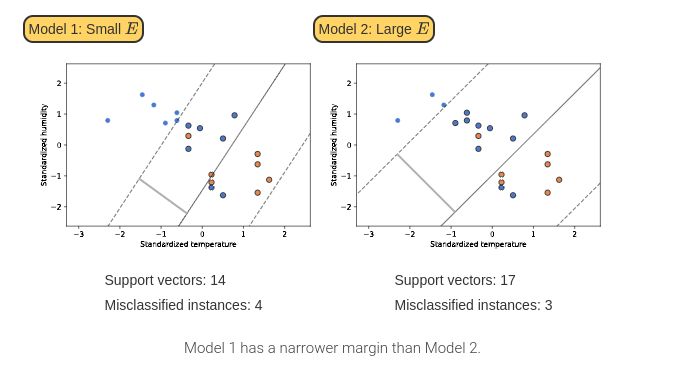 Model 1: Small E
Model 2: Large E
Standardized humidity
2
1
0
−1
−2
−3
−2
−1
0
1
2
Standardized temperature
Standardized humidity
2
1
0
−1
−2
−3
−2
−1
0
1
2
Standardized temperature
Support vectors: 14
Misclassified instances: 4
Support vectors: 17
Misclassified instances: 3
Model 1 has a narrower margin than Model 2.